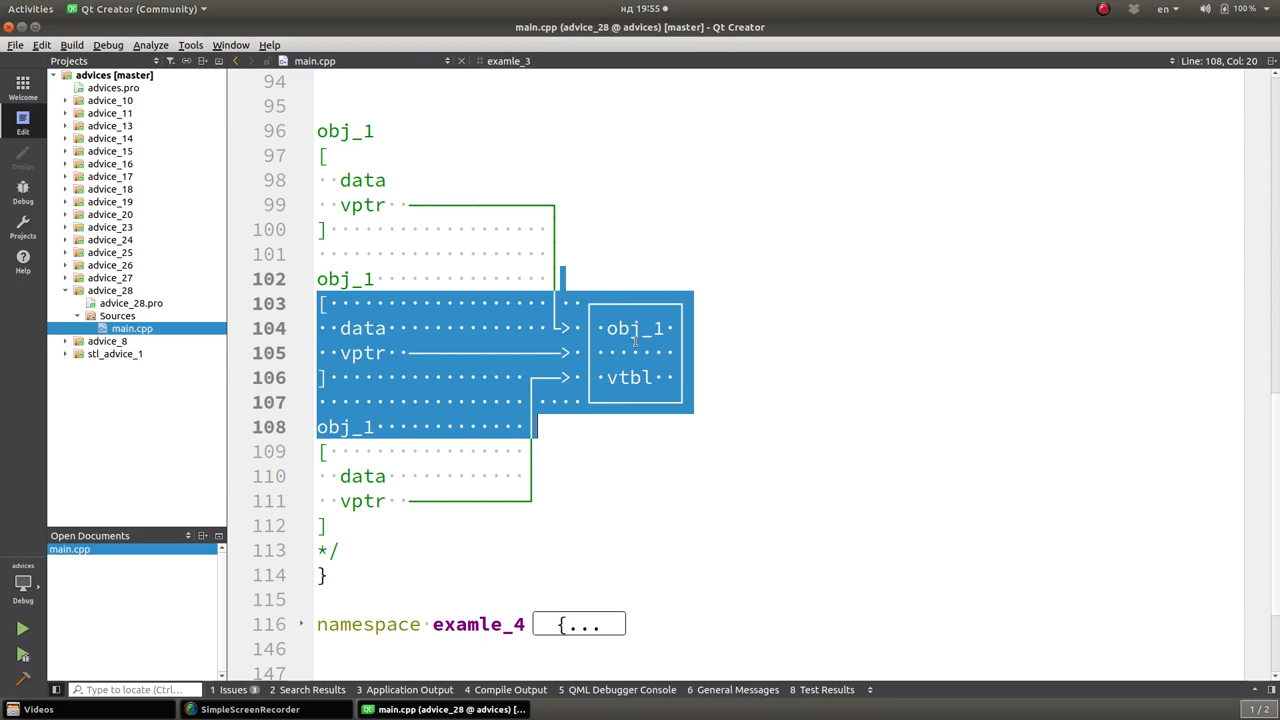 Activities Qt Creator (Community) нд 19:55 en 100 %
main.cpp (advice_28 @ advices) [master] - Qt Creator
File Edit Build Debug Analyze Tools Window Help
Projects main.cpp examle_3 Line: 108, Col: 20
Welcome
Edit
Design
Debug
Projects
Help
advices [master]
advices.pro
advice_10
advice_11
advice_13
advice_14
advice_15
advice_16
advice_17
advice_18
advice_19
advice_20
advice_23
advice_24
advice_25
advice_26
advice_27
advice_28
advice_28.pro
Sources
main.cpp
advice_8
stl_advice_1
Open Documents
main.cpp
advices
Debug
94
95
96 obj_1
97 [
98 data
99 vptr
100 ]
101
102 obj_1
103 [
104 data > obj_1
105 vptr >
106 ] > vtbl
107
108 obj_1
109 [
110 data
111 vptr
112 ]
113 */
114 }
115
116 namespace examle_4 {...
146
147
Type to locate (Ctrl... 1 Issues 3 2 Search Results 3 Application Output 4 Compile Output 5 QML Debugger Console 6 General Messages 8 Test Results
Videos SimpleScreenRecorder main.cpp (advice_28 @ advices) [... 1 / 2